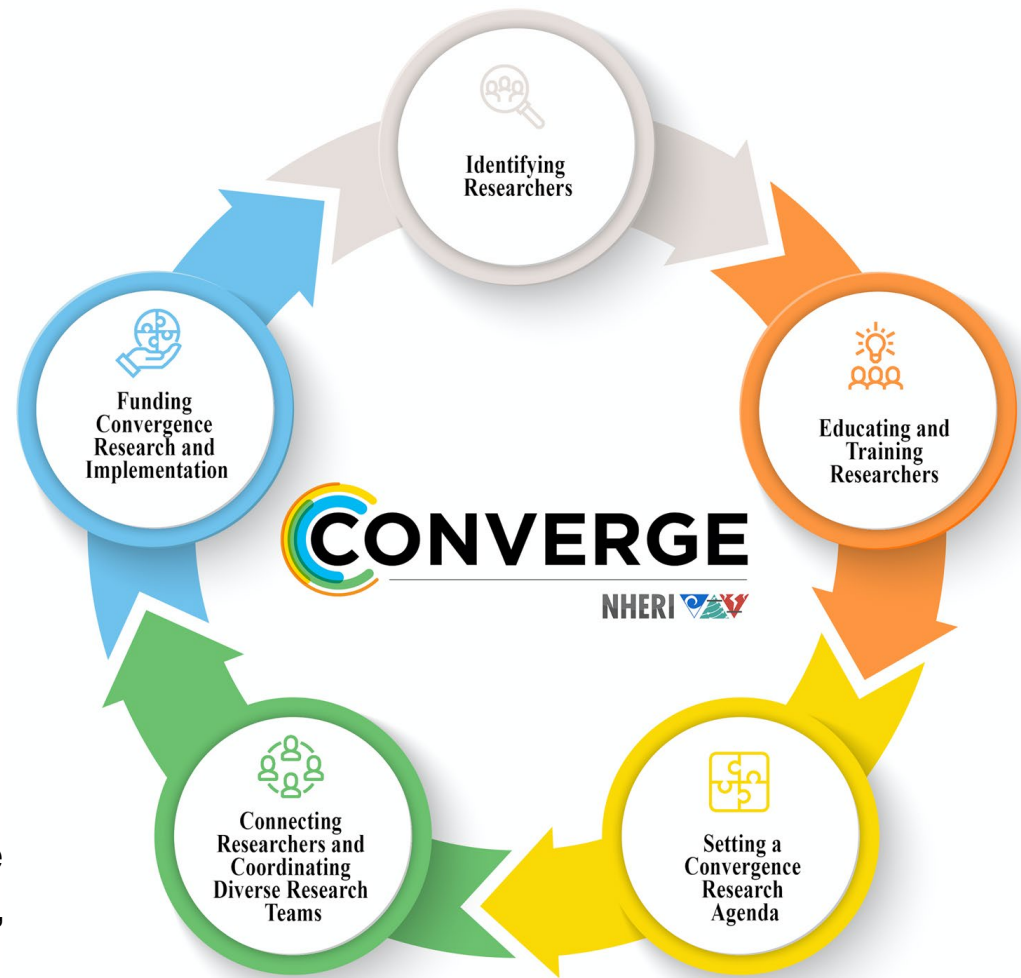 Identifying
Researchers
Educating and
Training
Researchers
Setting a
Convergence
Research
Agenda
Connecting
Researchers and
Coordinating
Diverse Research
Teams
Funding
Convergence
Research and
Implementation
CONVERGE
NHERI
e
,